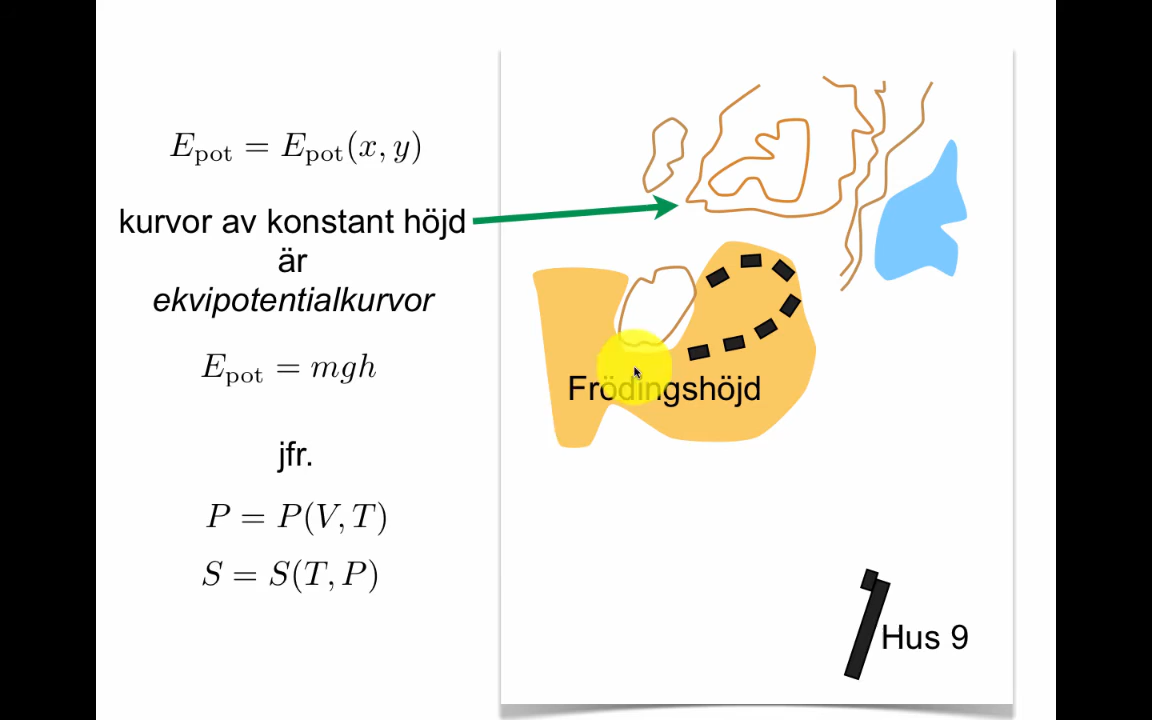 E_pot = E_pot(x, y)
kurvor av konstant höjd
är
ekvipotentialkurvor
E_pot = mgh
jfr.
P = P(V, T)
S = S(T, P)
Frödingshöjd
Hus 9